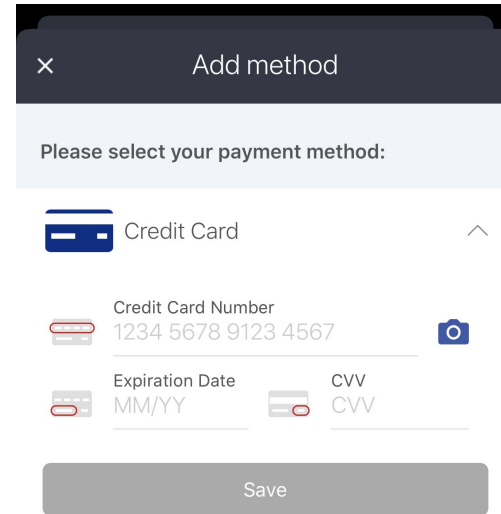 Add method
Please select your payment method:
Credit Card
Credit Card Number
1234 5678 9123 4567
Expiration Date CVV
MM/YY CVV
Save